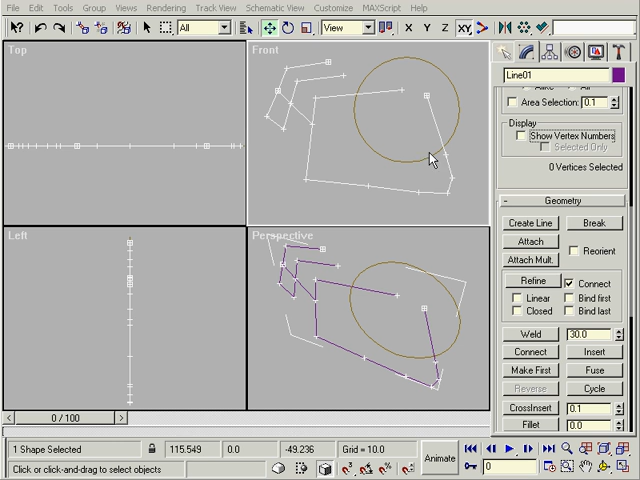 File Edit Tools Group Views Rendering Track View Schematic View Customize MAXScript Help
All View X Y Z XY
Top
Front
Left
Perspective
Line01
Area Selection: 0.1
Display
Show Vertex Numbers
Selected Only
0 Vertices Selected
- Geometry
Create Line Break
Attach
Reorient
Attach Mult.
Refine Connect
Linear Bind first
Closed Bind last
Weld 30.0
Connect Insert
Make First Fuse
Reverse Cycle
CrossInsert 0.1
Fillet 0.0
< 0 / 100 >
1 Shape Selected 115.549 0.0 -49.236 Grid = 10.0
Animate
Click or click-and-drag to select objects
0